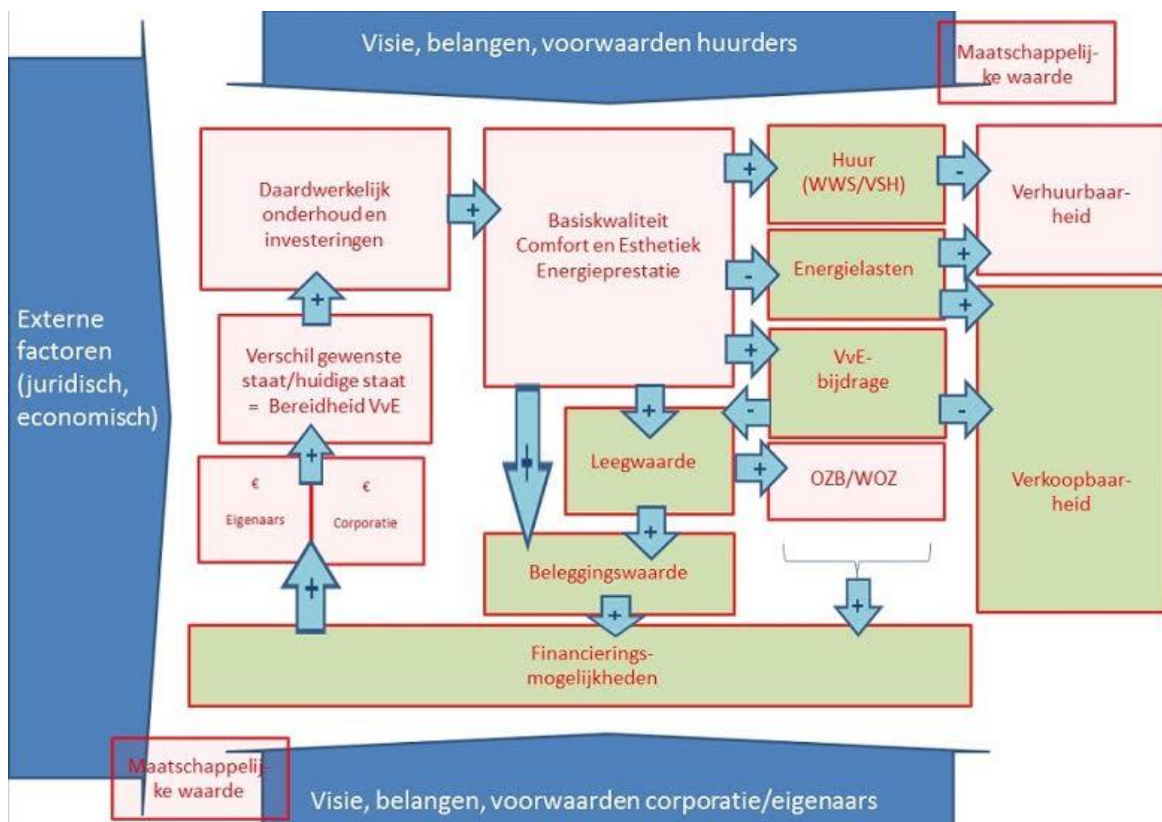 Visie, belangen, voorwaarden huurders
Maatschappelij-
ke waarde
Externe
factoren
(juridisch,
economisch)
Daardwerkelijk
onderhoud en
investeringen
+
Basiskwaliteit
Comfort en Esthetiek
Energieprestatie
+
Huur
(WWS/VSH)
-
Verhuurbaar-
heid
-
Energielasten
+
+
+
VvE-
bijdrage
-
-
Verkoopbaar-
heid
+
Verschil gewenste
staat/huidige staat
= Bereidheid VvE
+
€
Eigenaars
€
Corporatie
+
+
+
Leegwaarde
+
OZB/WOZ
+
Beleggingswaarde
+
+
Financierings-
mogelijkheden
Maatschappelij-
ke waarde
Visie, belangen, voorwaarden corporatie/eigenaars